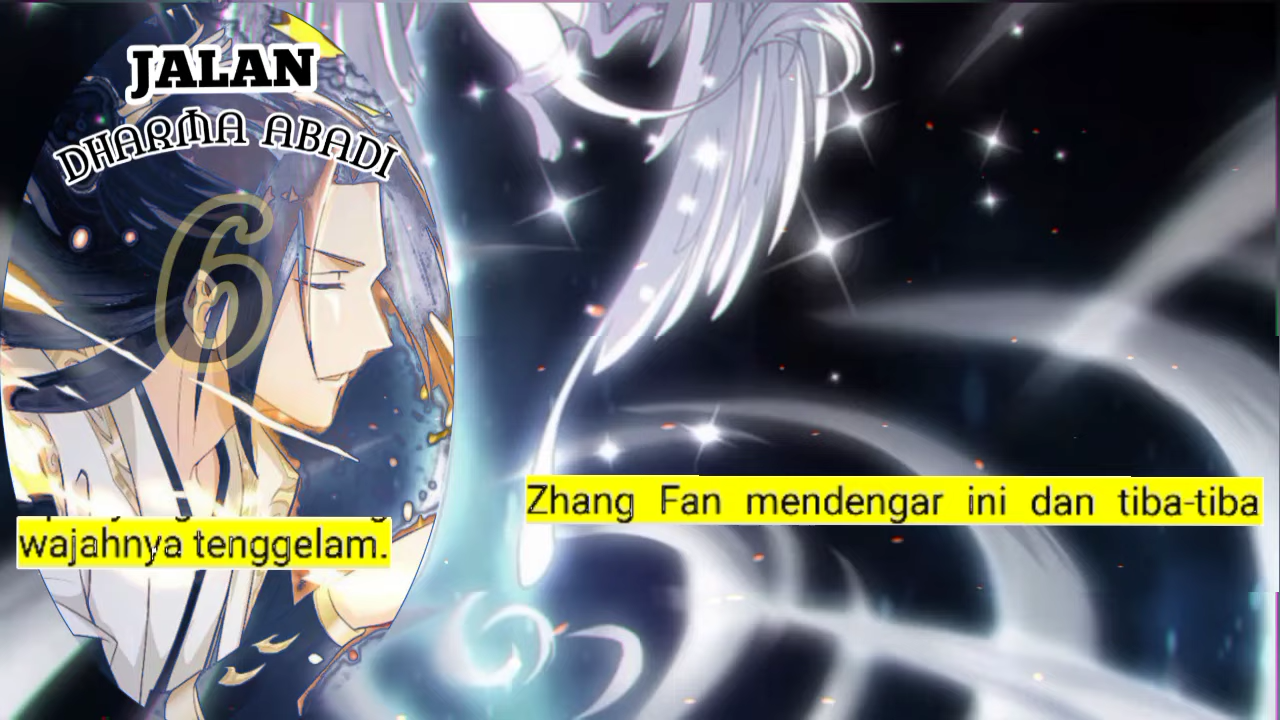 JALAN
DHARMA ABADI
6
Zhang Fan mendengar ini dan tiba-tiba
wajahnya tenggelam.